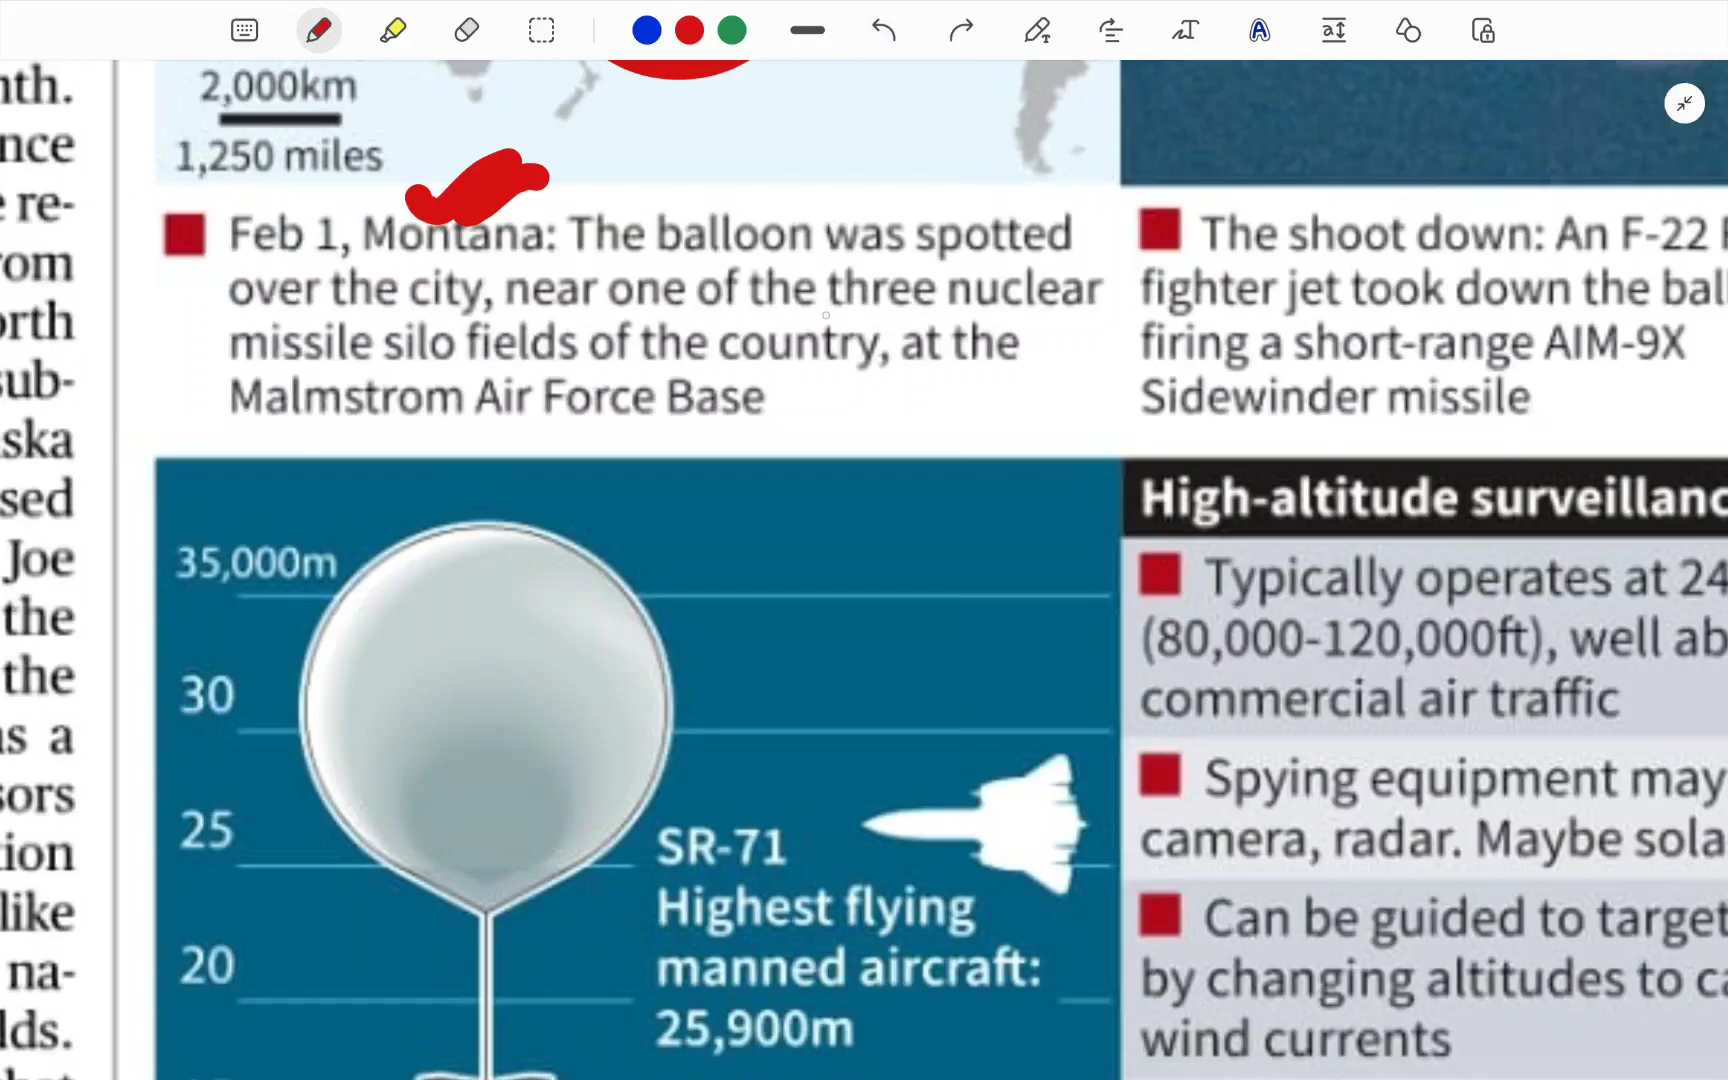 nth.
nce
e re-
rom
orth
sub-
ska
sed
Joe
the
the
as a
sors
tion
like
na-
lds.
2,000km
1,250 miles
Feb 1, Montana: The balloon was spotted
over the city, near one of the three nuclear
missile silo fields of the country, at the
Malmstrom Air Force Base
The shoot down: An F-22
fighter jet took down the bal
firing a short-range AIM-9X
Sidewinder missile
35,000m
30
25
20
SR-71
Highest flying
manned aircraft:
25,900m
High-altitude surveillanc
Typically operates at 24
(80,000-120,000ft), well ab
commercial air traffic
Spying equipment may
camera, radar. Maybe sola
Can be guided to target
by changing altitudes to ca
wind currents